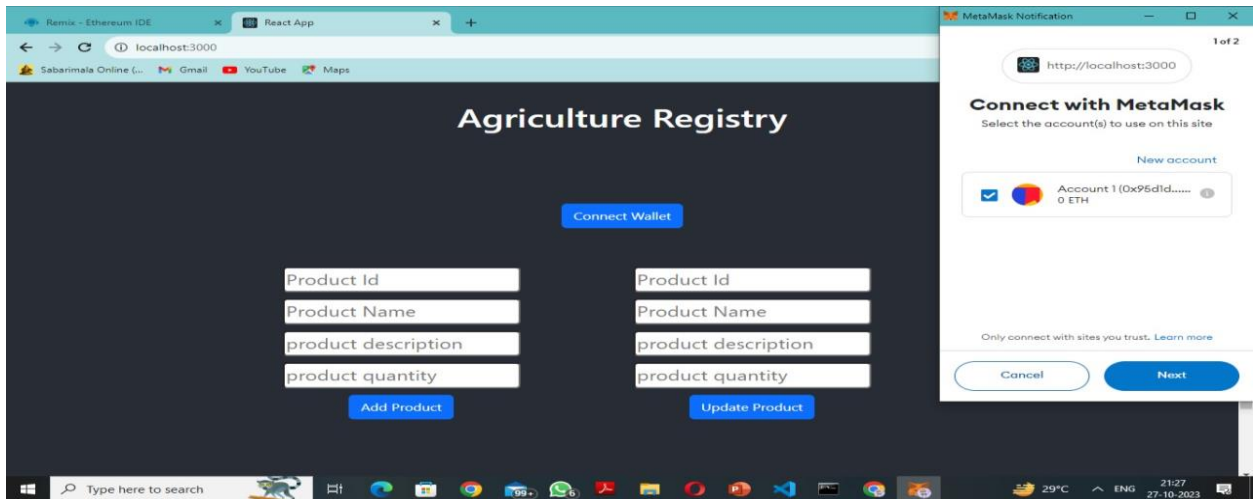 Remix - Ethereum IDE
React App
MetaMask Notification
localhost:3000
Sabarimala Online (...
Gmail
YouTube
Maps
1 of 2
http://localhost:3000
Connect with MetaMask
Select the account(s) to use on this site
New account
Account 1 (0x95d1d......
0 ETH
Only connect with sites you trust. Learn more
Cancel
Next
Agriculture Registry
Connect Wallet
Product Id
Product Name
product description
product quantity
Add Product
Product Id
Product Name
product description
product quantity
Update Product
Type here to search
99+
6
29°C
ENG
21:27
27-10-2023